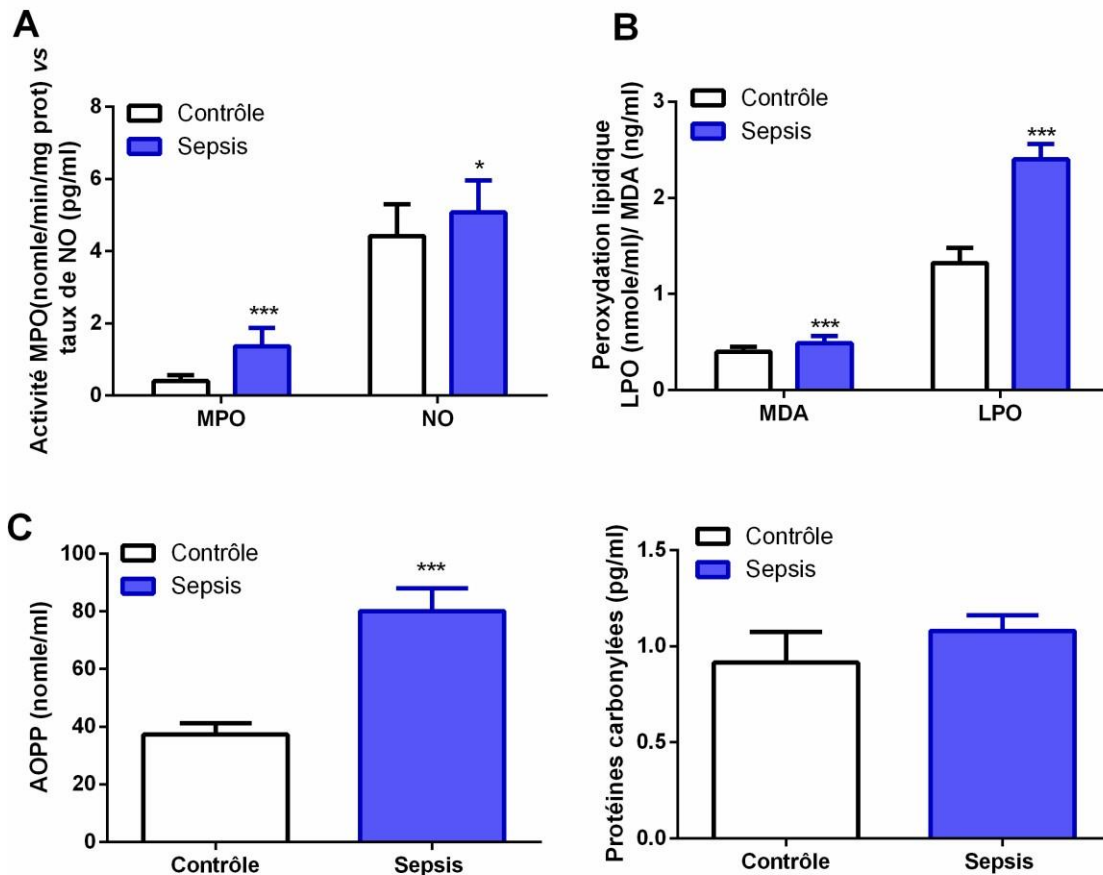 A
Activité MPO(nomle/min/mg prot) vs
taux de NO (pg/ml)
8
6
4
2
0
Contrôle
Sepsis
***
*
MPO
NO
B
Peroxydation lipidique
LPO (nmole/ml)/ MDA (ng/ml)
3
2
1
0
Contrôle
Sepsis
***
***
MDA
LPO
C
AOPP (nomle/ml)
100
80
60
40
20
0
Contrôle
Sepsis
***
Contrôle
Sepsis
Protéines carbonylées (pg/ml)
1.5
1.0
0.5
0.0
Contrôle
Sepsis
Contrôle
Sepsis